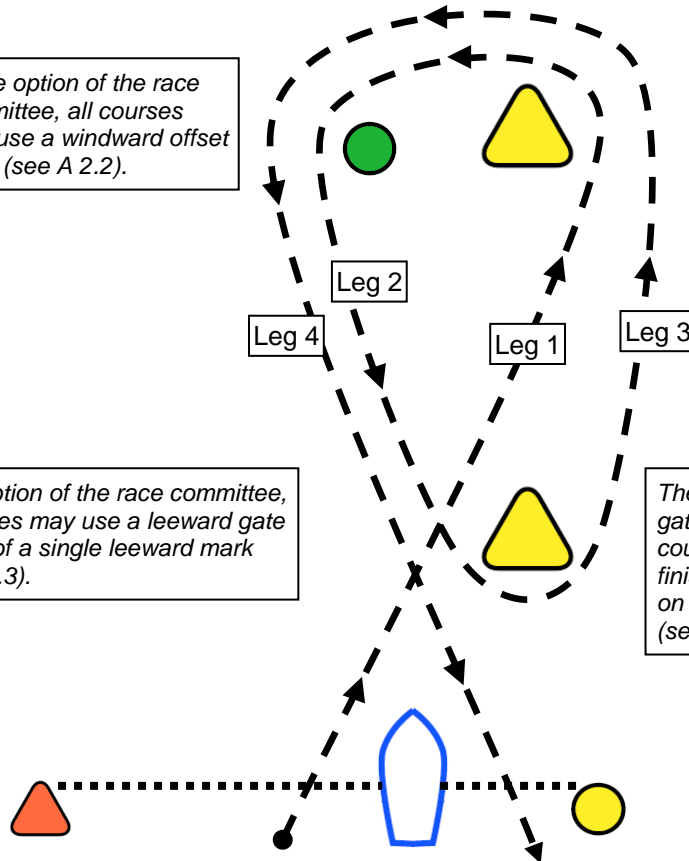 e option of the race
mittee, all courses
use a windward offset
(see A 2.2).
Leg 2
Leg 4
Leg 1
Leg 3
ption of the race committee,
es may use a leeward gate
of a single leeward mark
.3).
The
gat
cou
fini
on
(se